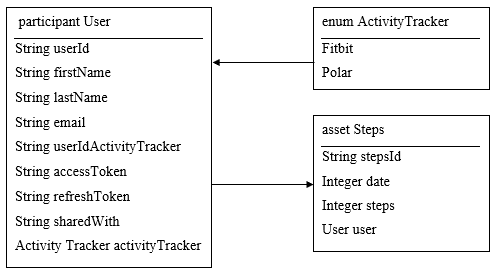 participant User
String userId
String firstName
String lastName
String email
String userIdActivityTracker
String accessToken
String refreshToken
String sharedWith
Activity Tracker activityTracker
enum ActivityTracker
Fitbit
Polar
asset Steps
String stepsId
Integer date
Integer steps
User user